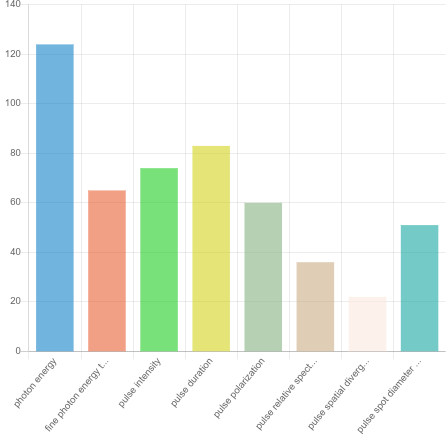 140
120
100
80
60
40
20
0
photon energy
fine photon energy t...
pulse intensity
pulse duration
pulse polarization
pulse relative spect...
pulse spatial diverg...
pulse spot diameter ...